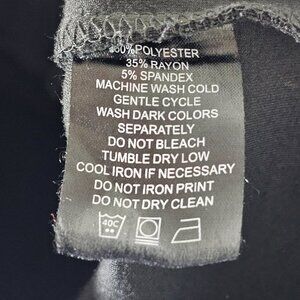 60%POLYESTER
35% RAYON
5% SPANDEX
MACHINE WASH COLD
GENTLE CYCLE
WASH DARK COLORS
SEPARATELY
DO NOT BLEACH
TUMBLE DRY LOW
COOL IRON IF NECESSARY
DO NOT IRON PRINT
DO NOT DRY CLEAN
40C